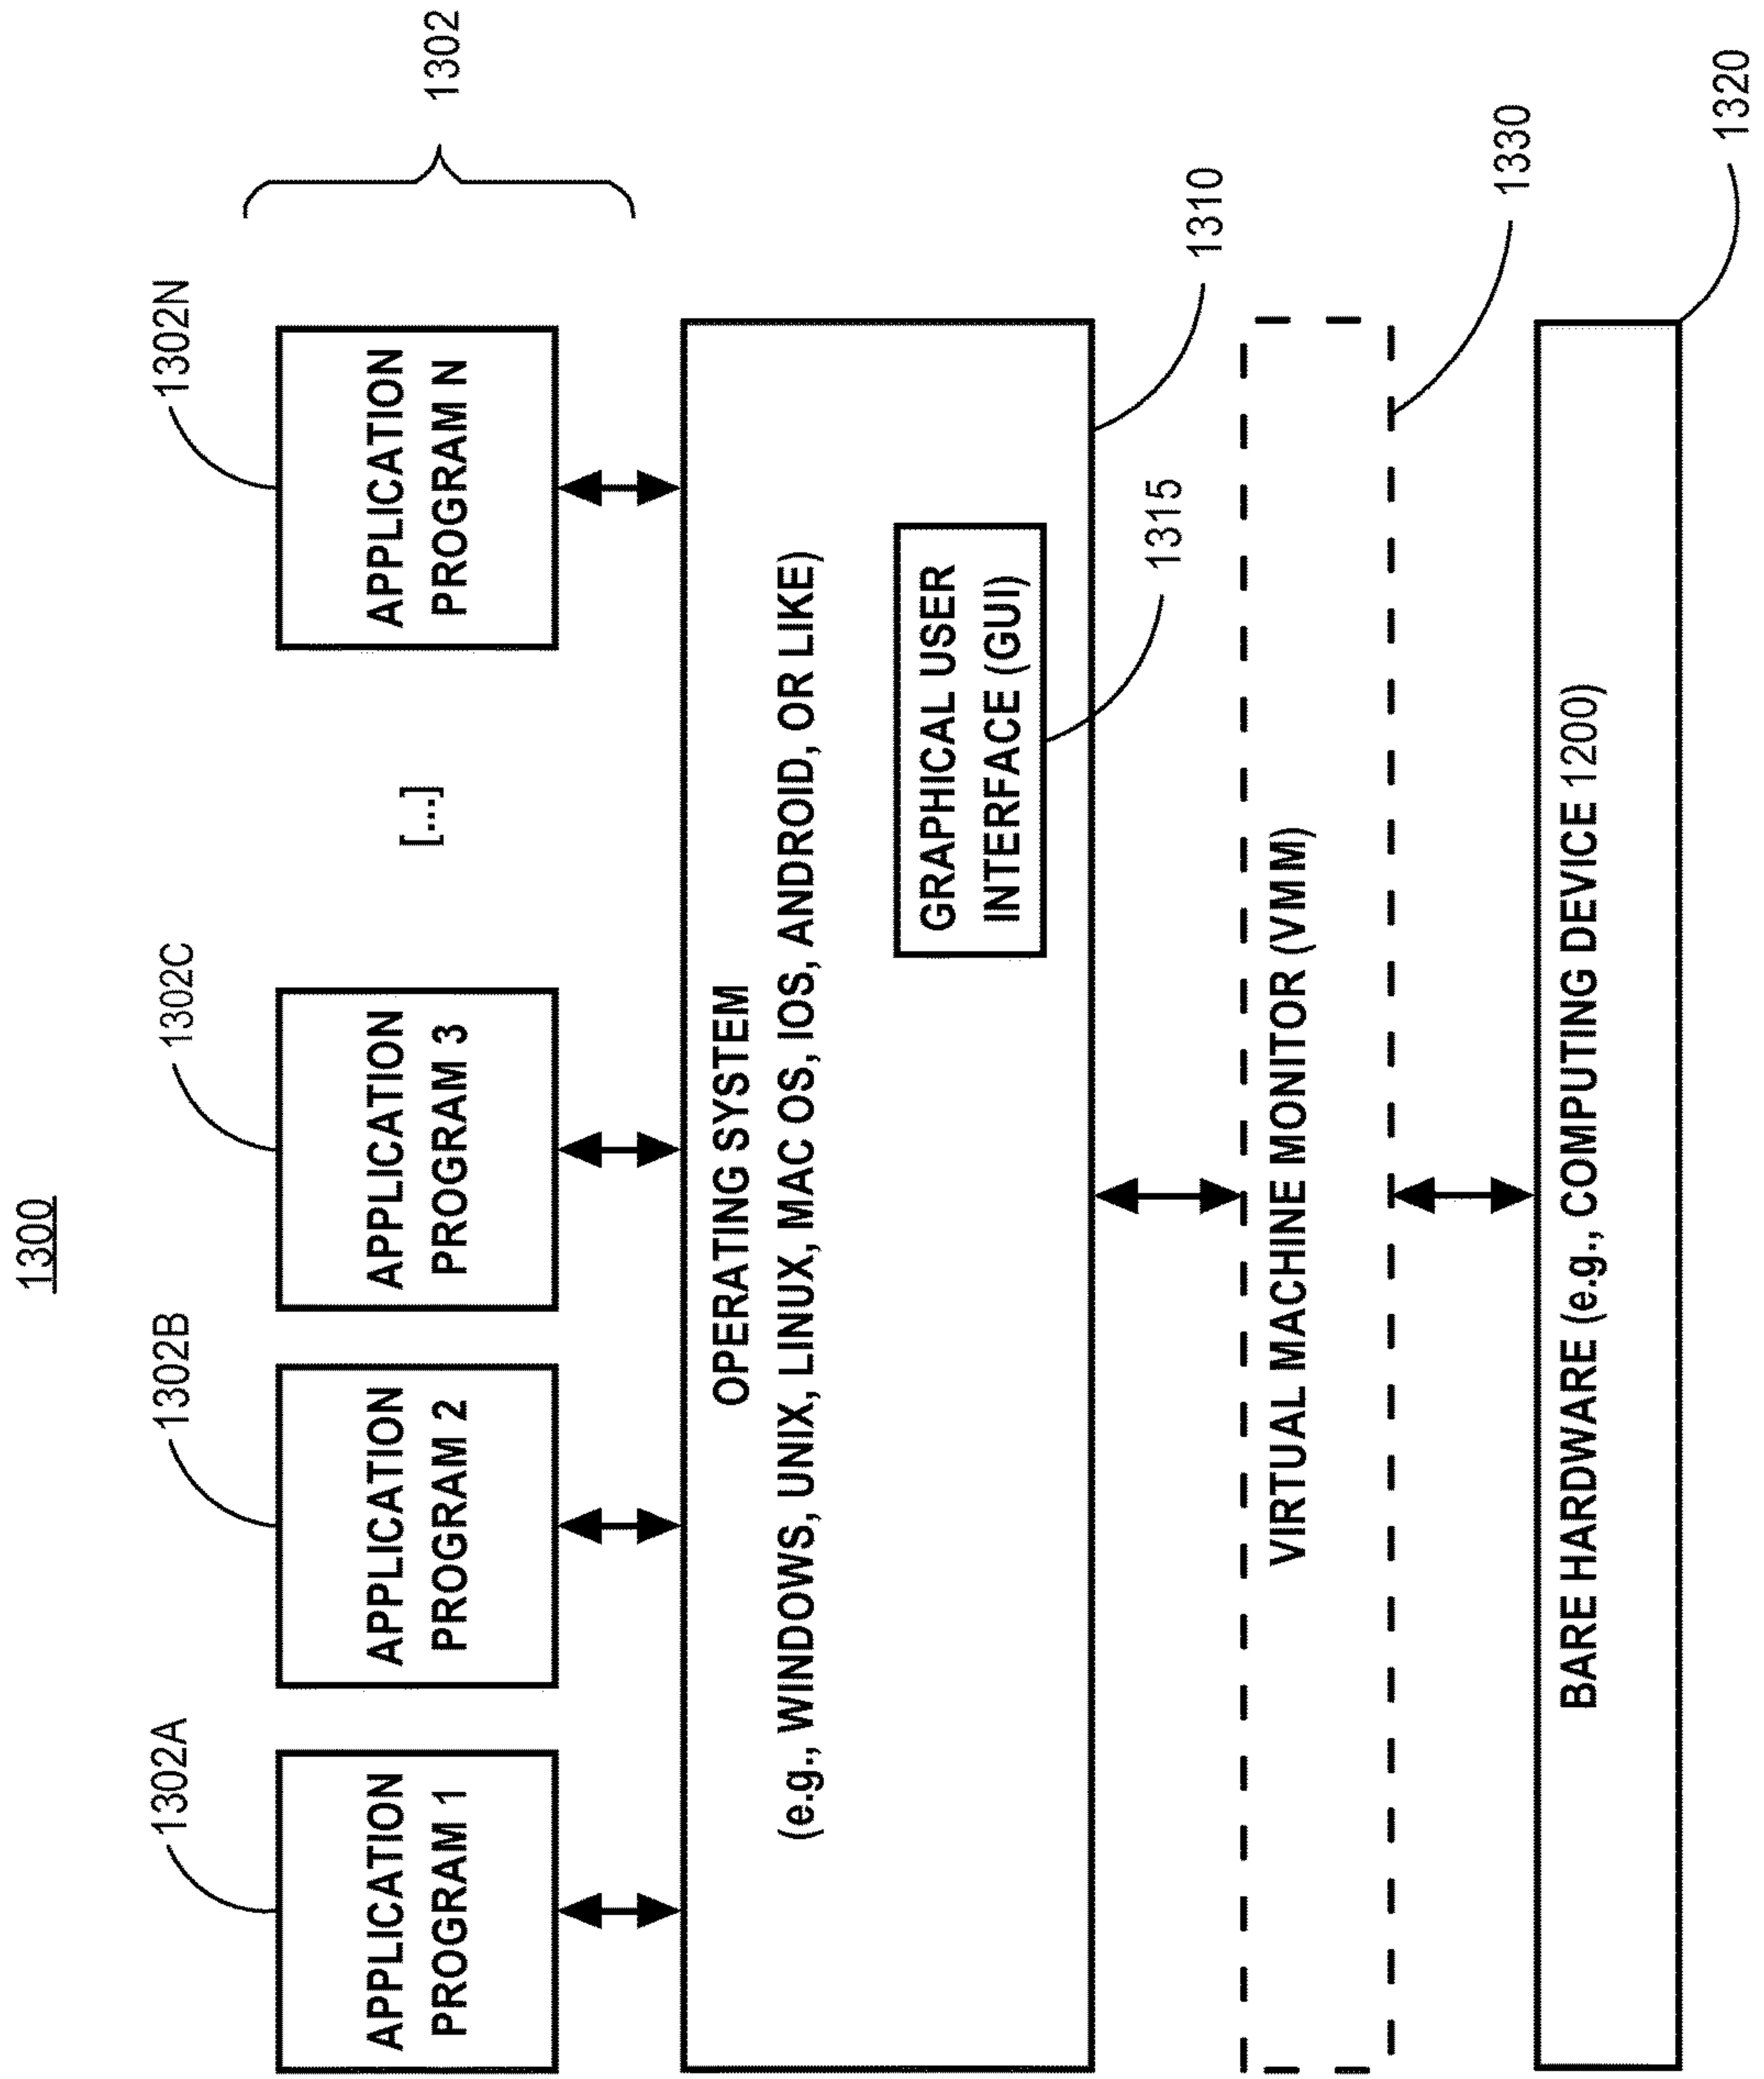 1300
1302
1302A
1302B
1302C
1302N
APPLICATION
PROGRAM 1
APPLICATION
PROGRAM 2
APPLICATION
PROGRAM 3
[...]
APPLICATION
PROGRAM N
OPERATING SYSTEM
(e.g., WINDOWS, UNIX, LINUX, MAC OS, IOS, ANDROID, OR LIKE)
GRAPHICAL USER
INTERFACE (GUI)
1315
1310
VIRTUAL MACHINE MONITOR (VMM)
1330
BARE HARDWARE (e.g., COMPUTING DEVICE 1200)
1320